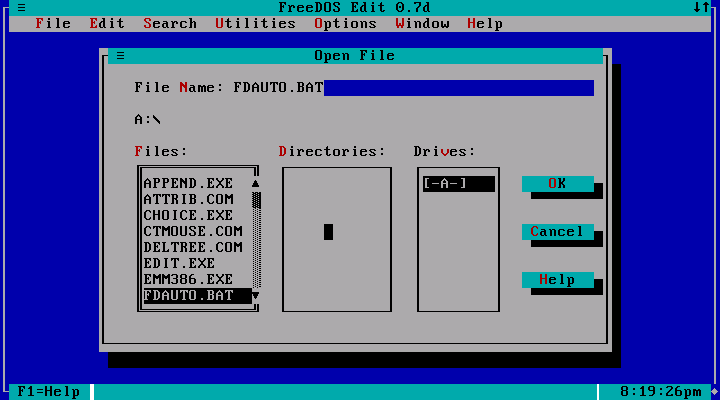 ≡ FreeDOS Edit 0.7d ↓↑
File Edit Search Utilities Options Window Help
≡ Open File
File Name: FDAUTO.BAT
A:\
Files: Directories: Drives:
APPEND.EXE ▲ [-A-] OK
ATTRIB.COM
CHOICE.EXE
CTMOUSE.COM Cancel
DELTREE.COM
EDIT.EXE
EMM386.EXE Help
FDAUTO.BAT ▼
F1=Help 8:19:26pm